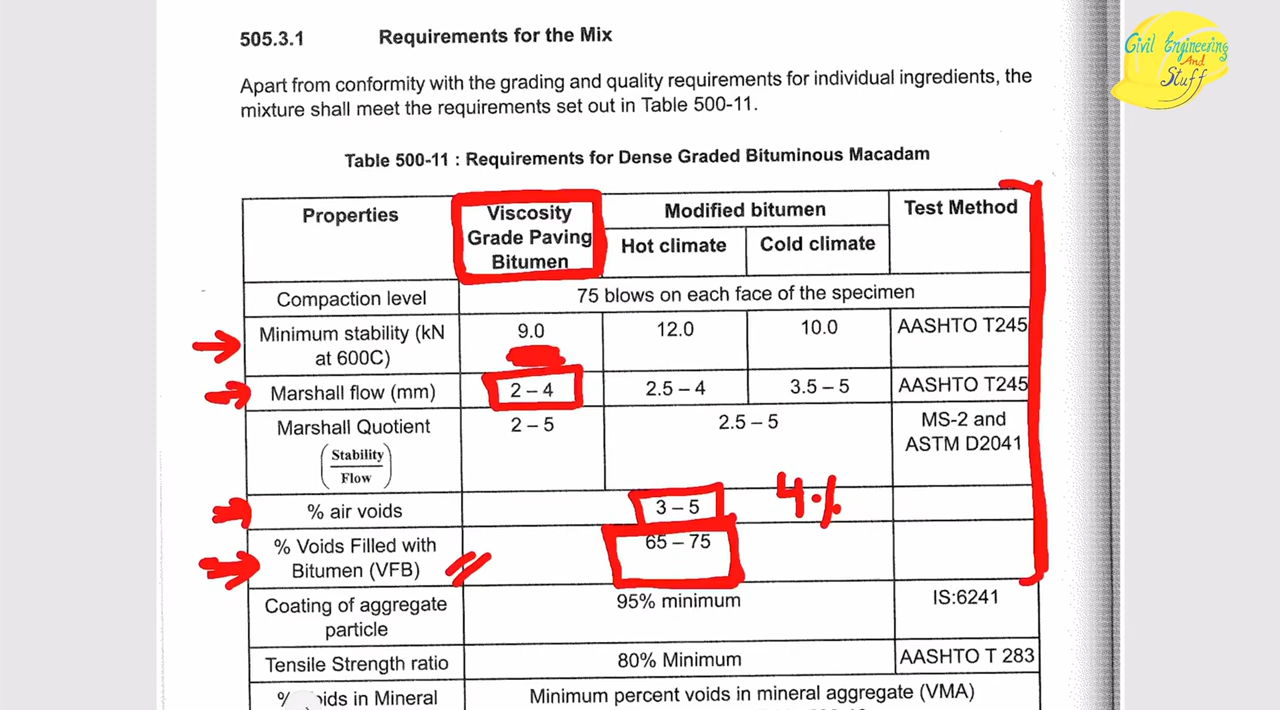 505.3.1 Requirements for the Mix
Civil Engineering
And
Stuff
Apart from conformity with the grading and quality requirements for individual ingredients, the
mixture shall meet the requirements set out in Table 500-11.
Table 500-11 : Requirements for Dense Graded Bituminous Macadam
Properties
Viscosity
Grade Paving
Bitumen
Modified bitumen
Hot climate
Cold climate
Test Method
Compaction level
75 blows on each face of the specimen
Minimum stability (kN
at 600C)
9.0
12.0
10.0
AASHTO T245
Marshall flow (mm)
2 – 4
2.5 – 4
3.5 – 5
AASHTO T245
Marshall Quotient
Stability
Flow
2 – 5
2.5 – 5
MS-2 and
ASTM D2041
% air voids
3 – 5
4%
% Voids Filled with
Bitumen (VFB)
65 – 75
Coating of aggregate
particle
95% minimum
IS:6241
Tensile Strength ratio
80% Minimum
AASHTO T 283
% in Mineral
Minimum percent voids in mineral aggregate (VMA)